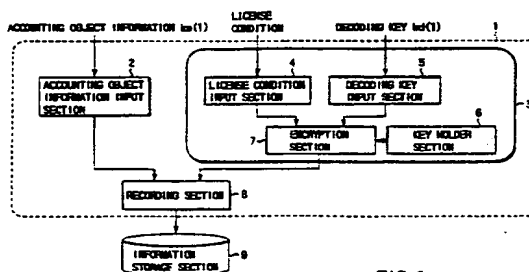 ACCOUNTING OBJECT INFORMATION
LICENSE
CONDITION
DECODING KEY
1
2
ACCOUNTING OBJECT
INFORMATION INPUT
SECTION
4
LICENSE CONDITION
INPUT SECTION
5
DECODING KEY
INPUT SECTION
3
7
ENCRYPTION
SECTION
6
KEY HOLDER
SECTION
RECORDING SECTION
8
INFORMATION
STORAGE SECTION
9